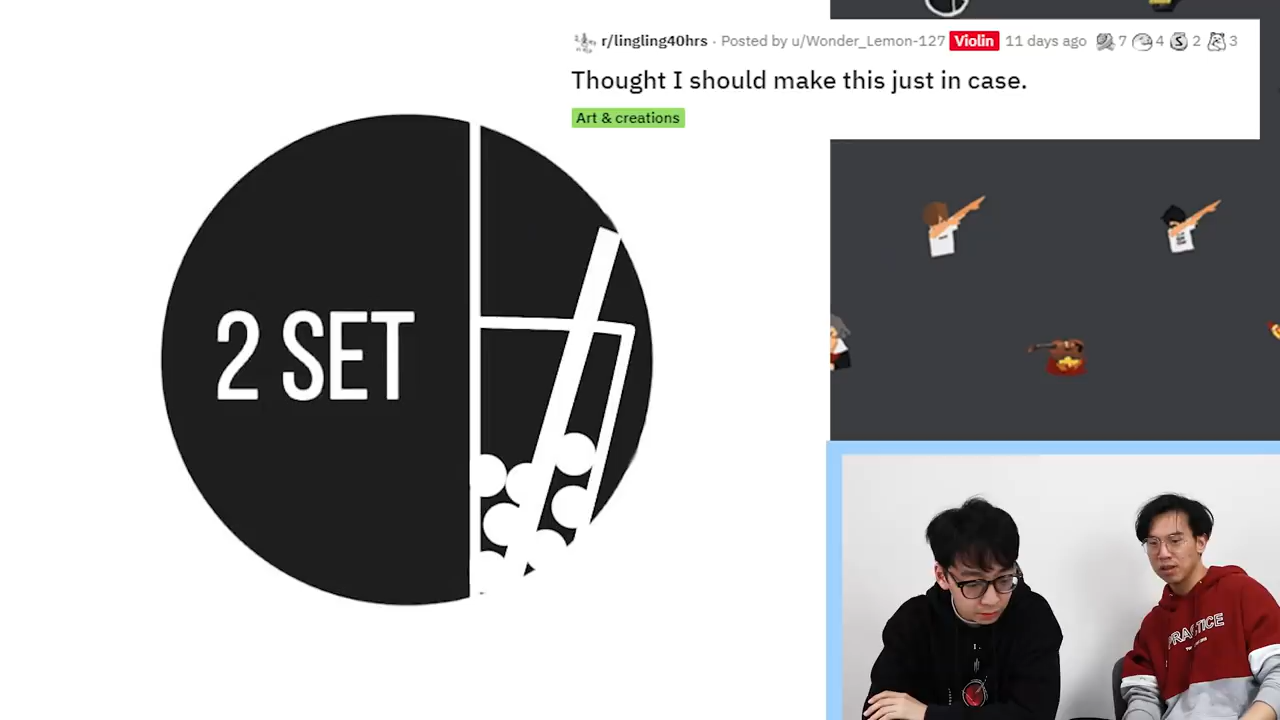 r/lingling40hrs · Posted by u/Wonder_Lemon-127 Violin 11 days ago 7 4 2 3
Thought I should make this just in case.
Art & creations
2 SET
PRACTICE